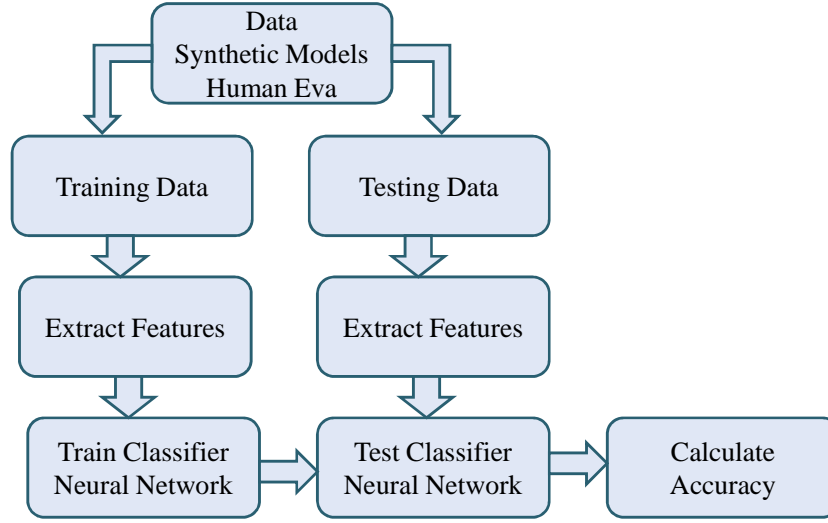 Data
Synthetic Models
Human Eva
Training Data
Testing Data
Extract Features
Extract Features
Train Classifier
Neural Network
Test Classifier
Neural Network
Calculate
Accuracy